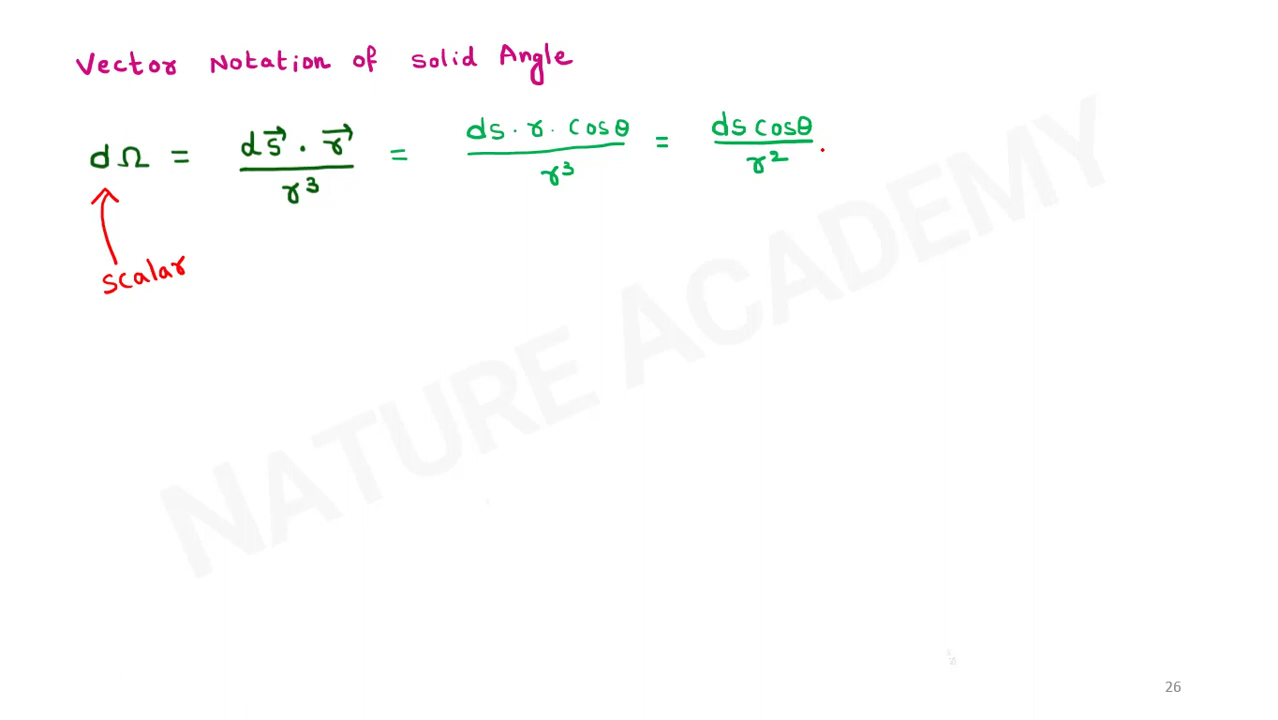 Vector Notation of Solid Angle
dΩ = ds⃗ · r⃗ / r³ = ds · r · cosθ / r³ = ds cosθ / r²
scalar
NATURE ACADEMY
26